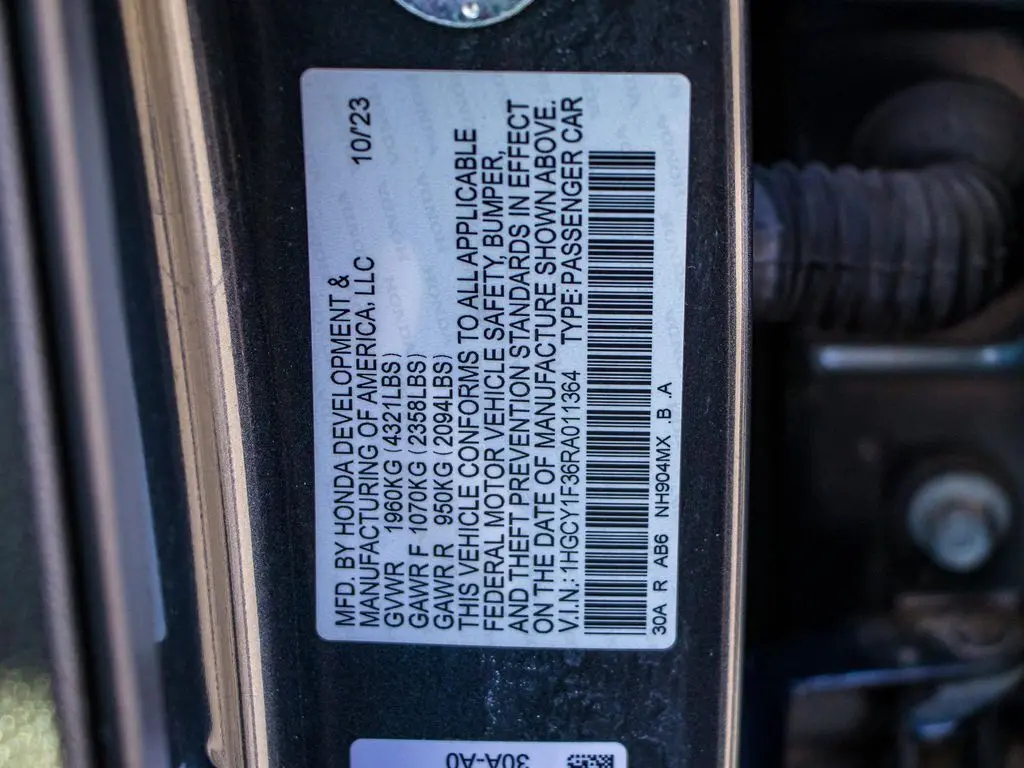 MFD. BY HONDA DEVELOPMENT &
MANUFACTURING OF AMERICA, LLC 10/'23
GVWR 1960KG (4321LBS)
GAWR F 1070KG (2358LBS)
GAWR R 950KG (2094LBS)
THIS VEHICLE CONFORMS TO ALL APPLICABLE
FEDERAL MOTOR VEHICLE SAFETY, BUMPER,
AND THEFT PREVENTION STANDARDS IN EFFECT
ON THE DATE OF MANUFACTURE SHOWN ABOVE.
V.I.N.: 1HGCY1F36RA011364 TYPE: PASSENGER CAR
30A R AB6 NH904MX .B .A
30A-A0